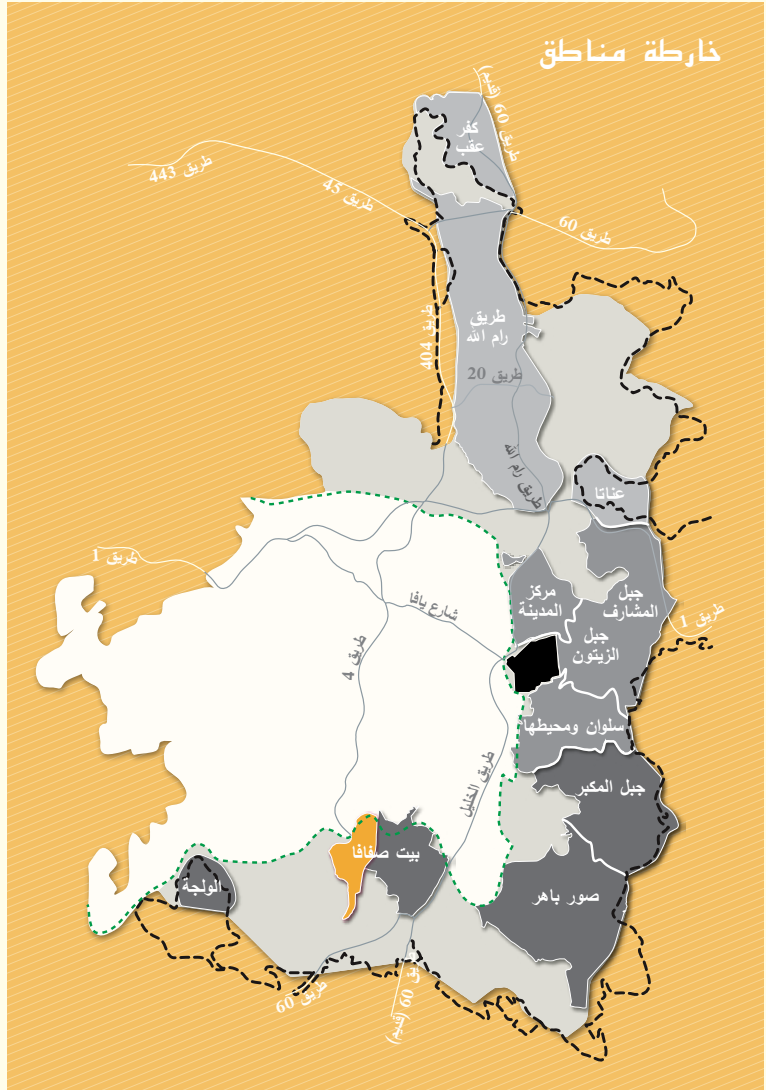 خارطة مناطق
كفر
عقب
طريق 60 (قديم)
طريق 443
طريق 45
طريق 60
طريق 404
طريق
رام الله
طريق 20
طريق رام الله
عناتا
طريق 1
شارع يافا
مركز
المدينة
جبل
المشارف
جبل
الزيتون
طريق 1
طريق 4
سلوان ومحيطها
طريق الخليل
جبل المكبر
بيت صفافا
الولجة
صور باهر
طريق 60
طريق 60 (قديم)